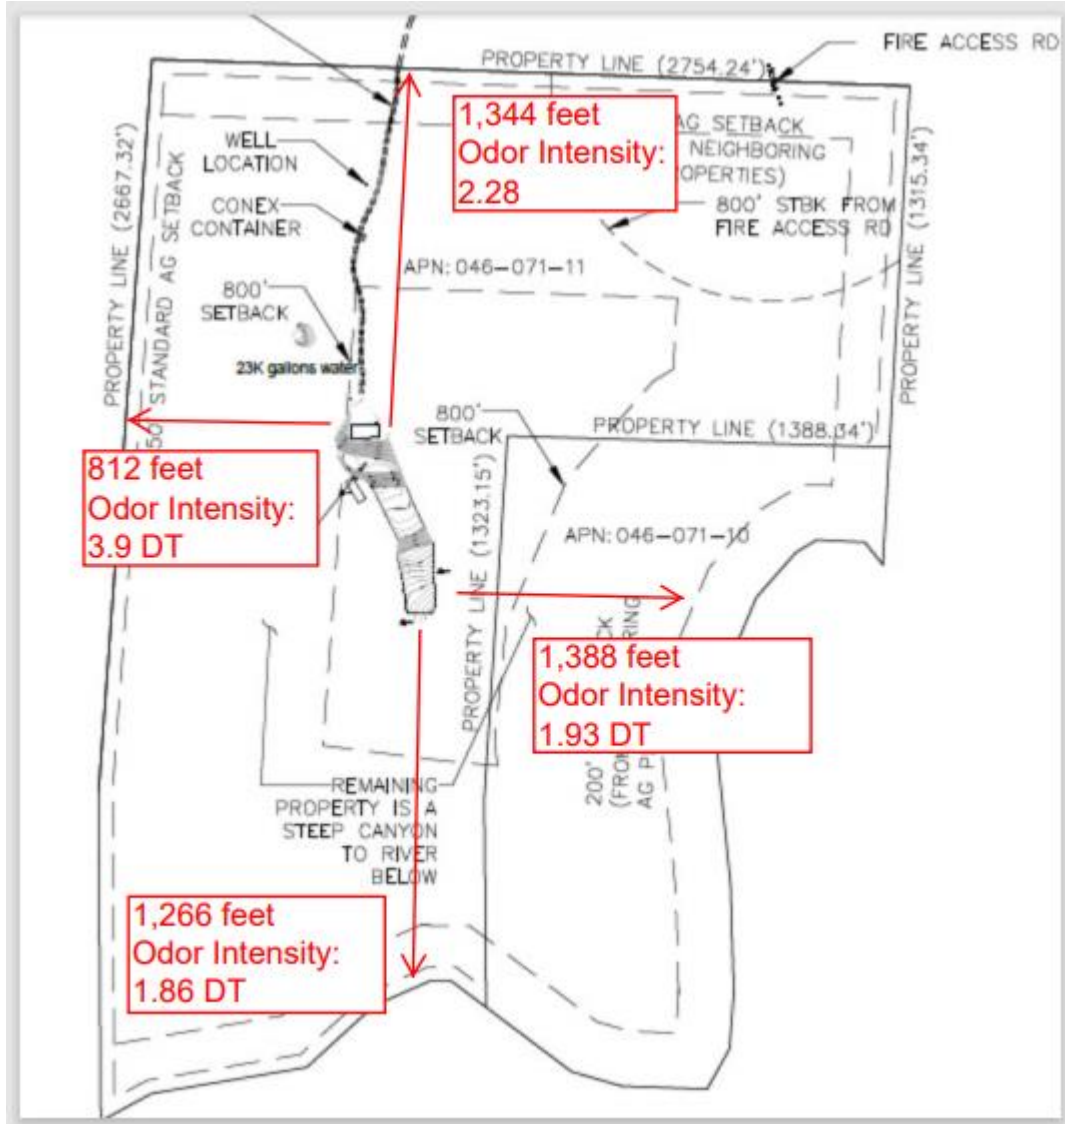 FIRE ACCESS RD
PROPERTY LINE (2754.24')
1,344 feet
Odor Intensity:
2.28
AG SETBACK
NEIGHBORING
OPERTIES)
WELL
LOCATION
CONEX
CONTAINER
800' STBK FROM
FIRE ACCESS RD
PROPERTY LINE (2667.32')
STANDARD AG SETBACK
PROPERTY LINE (1315.34')
APN: 046-071-11
800'
SETBACK
23K gallons water
800'
SETBACK
PROPERTY LINE (1388.34')
812 feet
Odor Intensity:
3.9 DT
PROPERTY LINE (1323.15')
APN: 046-071-10
1,388 feet
Odor Intensity:
1.93 DT
200'
REMAINING
PROPERTY IS A
STEEP CANYON
TO RIVER
BELOW
1,266 feet
Odor Intensity:
1.86 DT